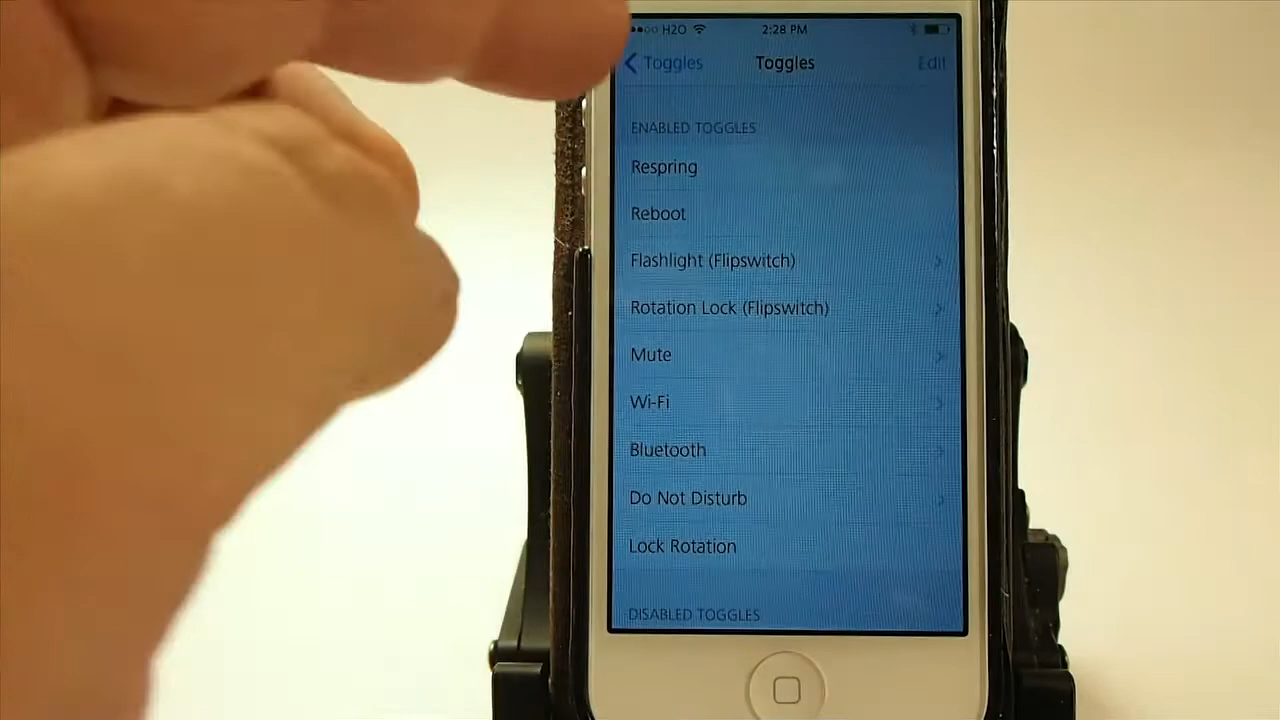 H2O 2:28 PM
Toggles Toggles Edit
ENABLED TOGGLES
Respring
Reboot
Flashlight (Flipswitch)
Rotation Lock (Flipswitch)
Mute
Wi-Fi
Bluetooth
Do Not Disturb
Lock Rotation
DISABLED TOGGLES